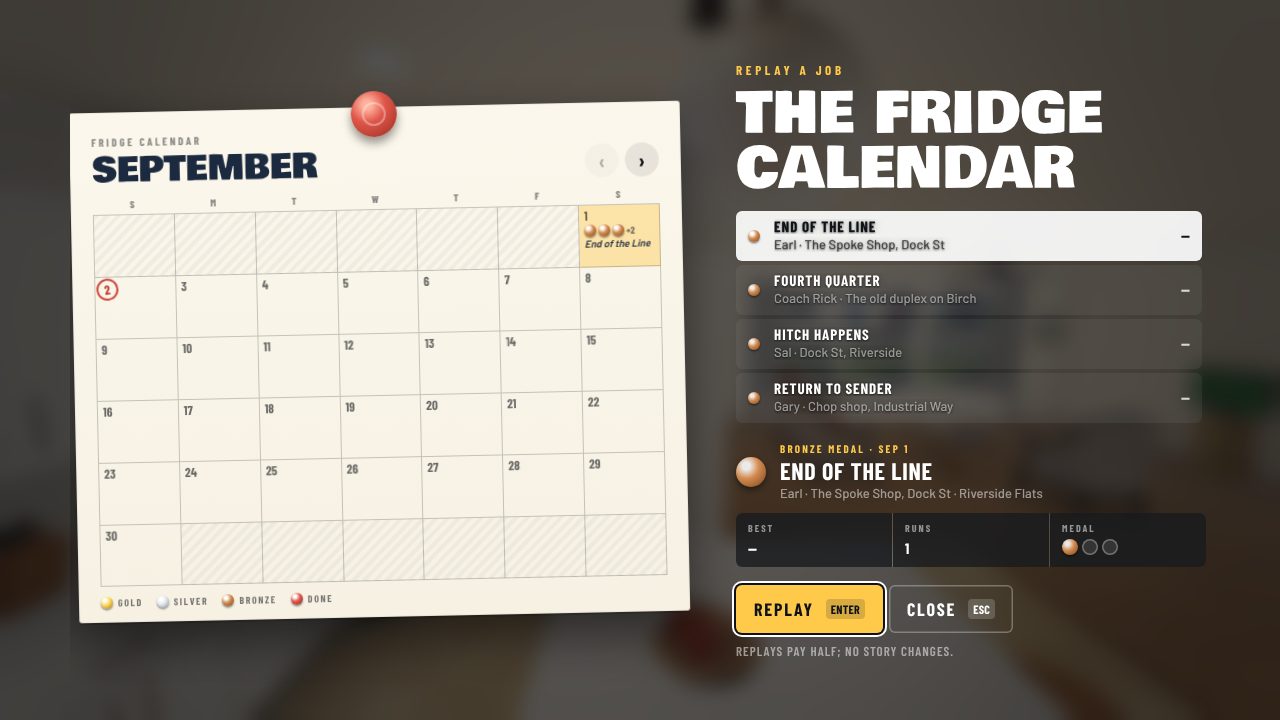 FRIDGE CALENDAR
SEPTEMBER
‹ ›
S M T W T F S
1
+2
End of the Line
2 3 4 5 6 7 8
9 10 11 12 13 14 15
16 17 18 19 20 21 22
23 24 25 26 27 28 29
30
GOLD SILVER BRONZE DONE
REPLAY A JOB
THE FRIDGE
CALENDAR
END OF THE LINE
Earl · The Spoke Shop, Dock St
–
FOURTH QUARTER
Coach Rick · The old duplex on Birch
–
HITCH HAPPENS
Sal · Dock St, Riverside
–
RETURN TO SENDER
Gary · Chop shop, Industrial Way
–
BRONZE MEDAL · SEP 1
END OF THE LINE
Earl · The Spoke Shop, Dock St · Riverside Flats
BEST RUNS MEDAL
– 1
REPLAY ENTER CLOSE ESC
REPLAYS PAY HALF; NO STORY CHANGES.